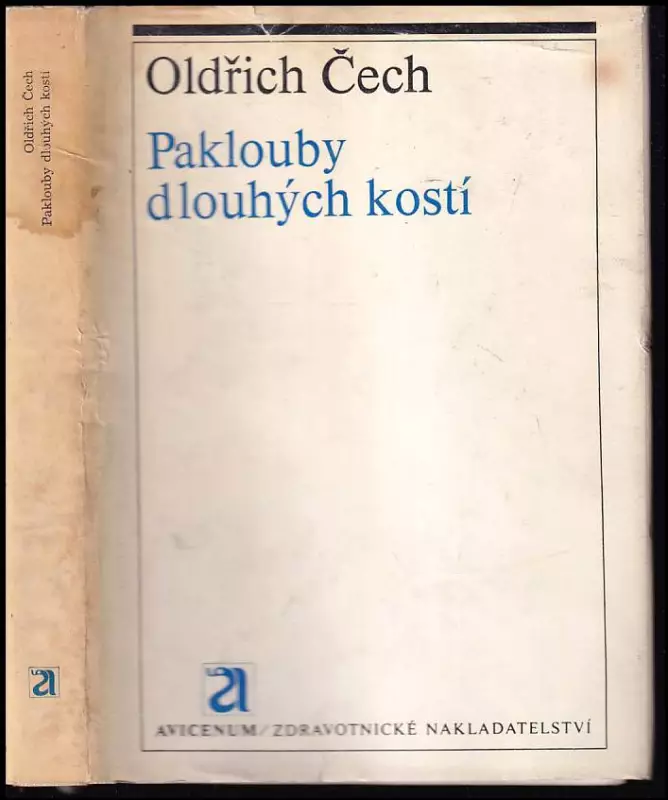 Oldřich Čech
Paklouby dlouhých kostí
Oldřich Čech
Paklouby
dlouhých kostí
AVICENUM/ZDRAVOTNICKÉ NAKLADATELSTVÍ